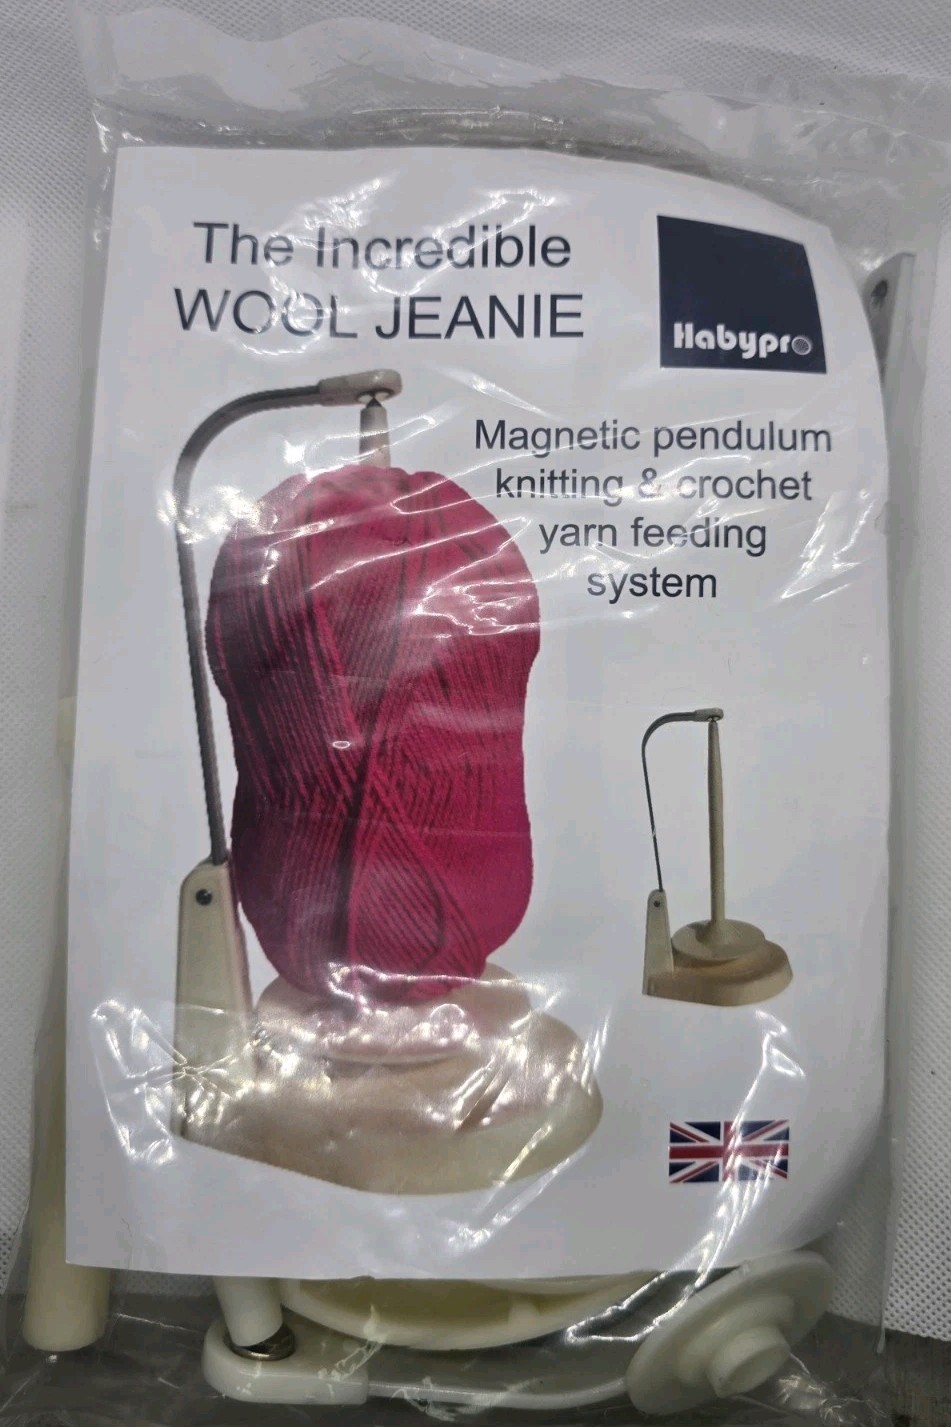 The Incredible
WOOL JEANIE
Habypro
Magnetic pendulum
knitting & crochet
yarn feeding
system